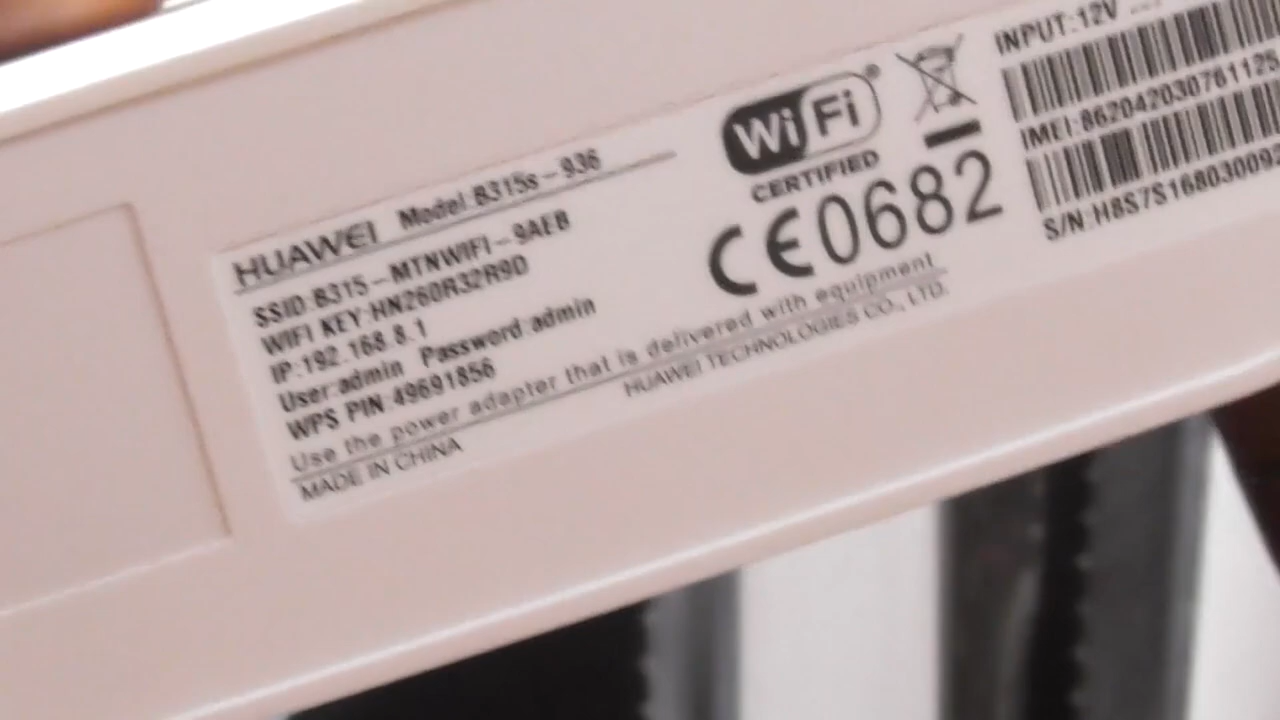 HUAWEI Model:B315s-936
SSID:B315-MTNWIFI-9AEB
WIFI KEY:HN260R32R9D
IP:192.168.8.1
User:admin Password:admin
WPS PIN:49691856
Use the power adapter that is delivered with equipment
MADE IN CHINA HUAWEI TECHNOLOGIES CO., LTD.
WiFi®
CERTIFIED
CE0682
INPUT:12V
IMEI:862042030761125
S/N:H8S7S1680300